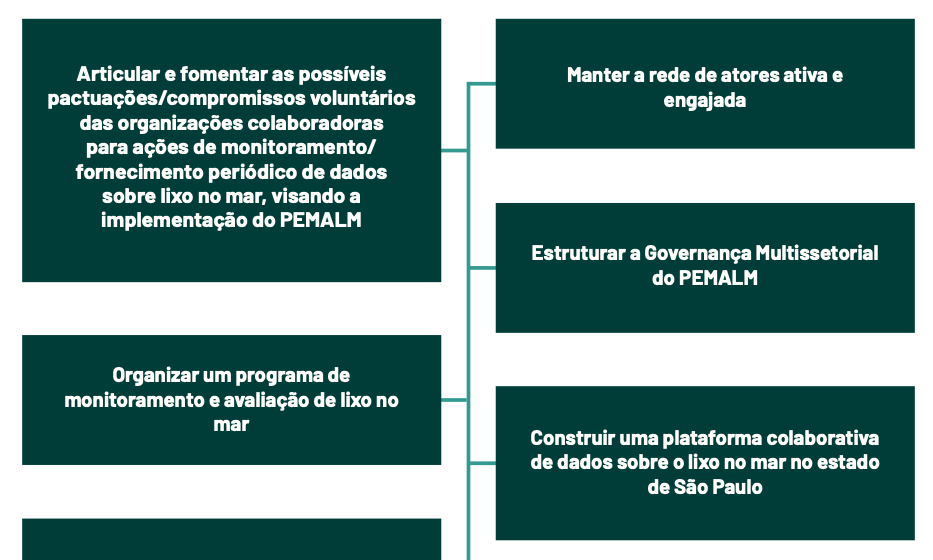 Articular e fomentar as possíveis
pactuações/compromissos voluntários
das organizações colaboradoras
para ações de monitoramento/
fornecimento periódico de dados
sobre lixo no mar, visando a
implementação do PEMALM
Manter a rede de atores ativa e
engajada
Estruturar a Governança Multissetorial
do PEMALM
Organizar um programa de
monitoramento e avaliação de lixo no
mar
Construir uma plataforma colaborativa
de dados sobre o lixo no mar no estado
de São Paulo